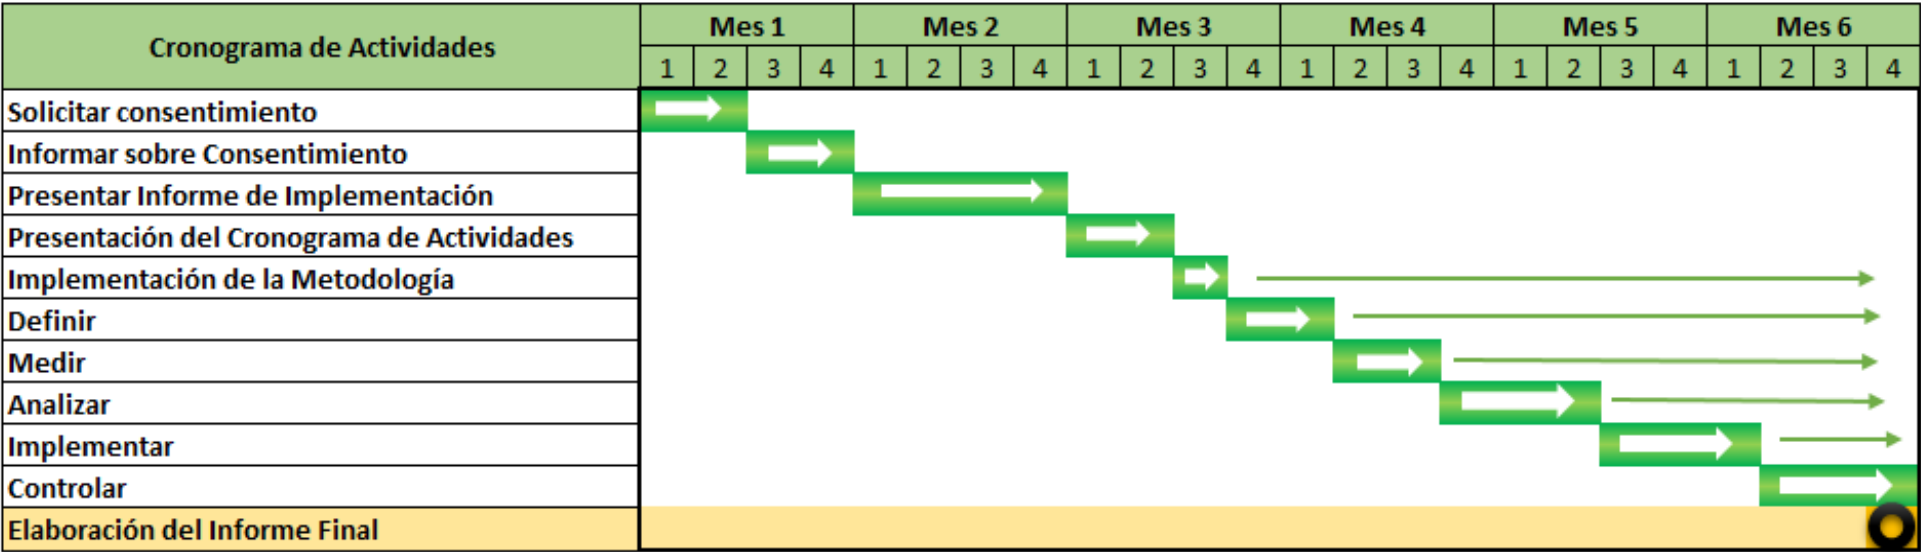 Cronograma de Actividades
Mes 1 Mes 2 Mes 3 Mes 4 Mes 5 Mes 6
1 2 3 4 1 2 3 4 1 2 3 4 1 2 3 4 1 2 3 4 1 2 3 4
Solicitar consentimiento
Informar sobre Consentimiento
Presentar Informe de Implementación
Presentación del Cronograma de Actividades
Implementación de la Metodología
Definir
Medir
Analizar
Implementar
Controlar
Elaboración del Informe Final